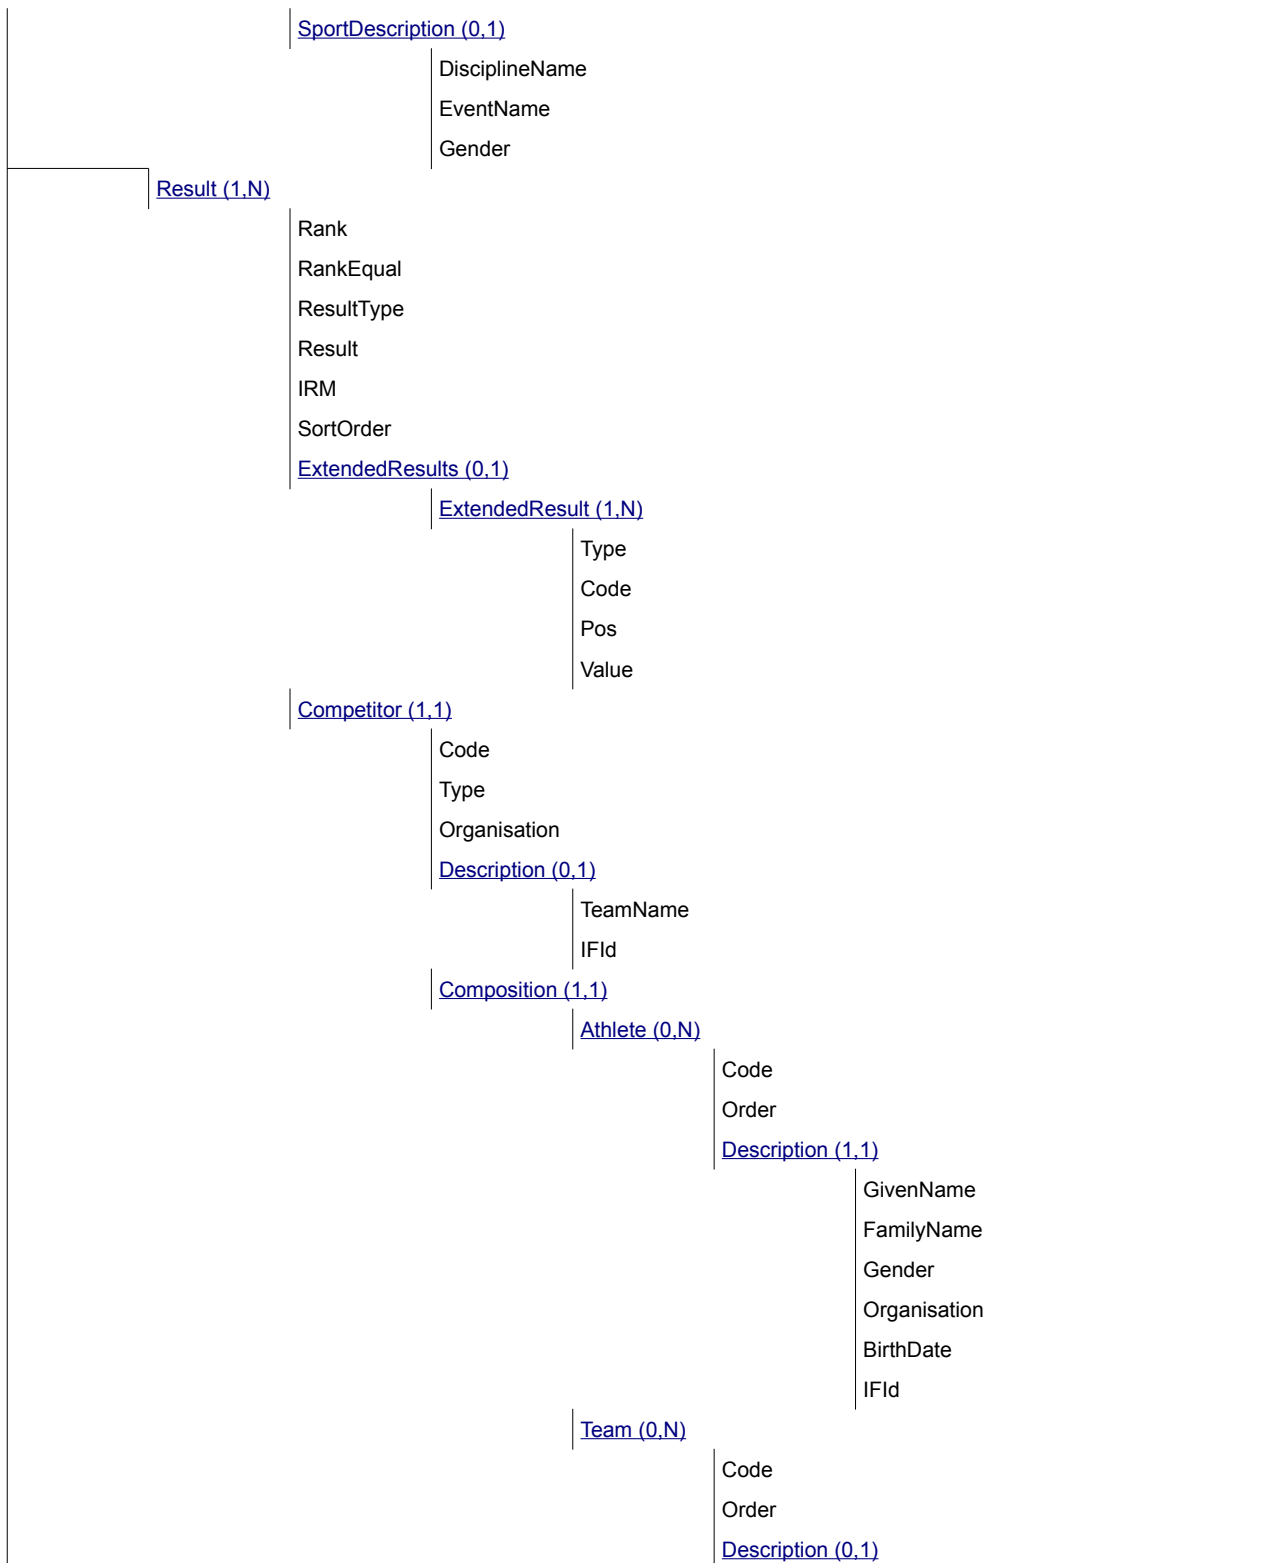 SportDescription (0,1)
DisciplineName
EventName
Gender
Result (1,N)
Rank
RankEqual
ResultType
Result
IRM
SortOrder
ExtendedResults (0,1)
ExtendedResult (1,N)
Type
Code
Pos
Value
Competitor (1,1)
Code
Type
Organisation
Description (0,1)
TeamName
IFId
Composition (1,1)
Athlete (0,N)
Code
Order
Description (1,1)
GivenName
FamilyName
Gender
Organisation
BirthDate
IFId
Team (0,N)
Code
Order
Description (0,1)